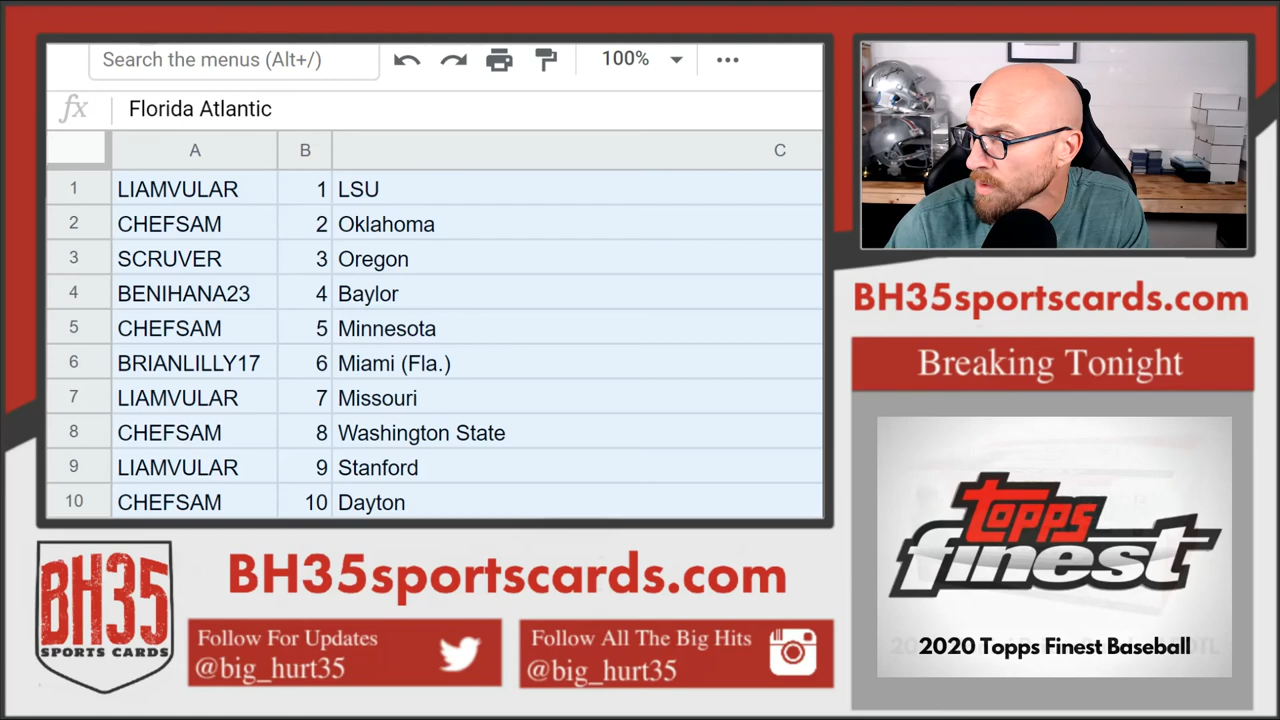 Search the menus (Alt+/)
100%
fx
Florida Atlantic
A B C
1 LIAMVULAR 1 LSU
2 CHEFSAM 2 Oklahoma
3 SCRUVER 3 Oregon
4 BENIHANA23 4 Baylor
5 CHEFSAM 5 Minnesota
6 BRIANLILLY17 6 Miami (Fla.)
7 LIAMVULAR 7 Missouri
8 CHEFSAM 8 Washington State
9 LIAMVULAR 9 Stanford
10 CHEFSAM 10 Dayton
BH35sportscards.com
Breaking Tonight
topps
finest
2020 Topps Finest Baseball
BH35
SPORTS CARDS
BH35sportscards.com
Follow For Updates
@big_hurt35
Follow All The Big Hits
@big_hurt35